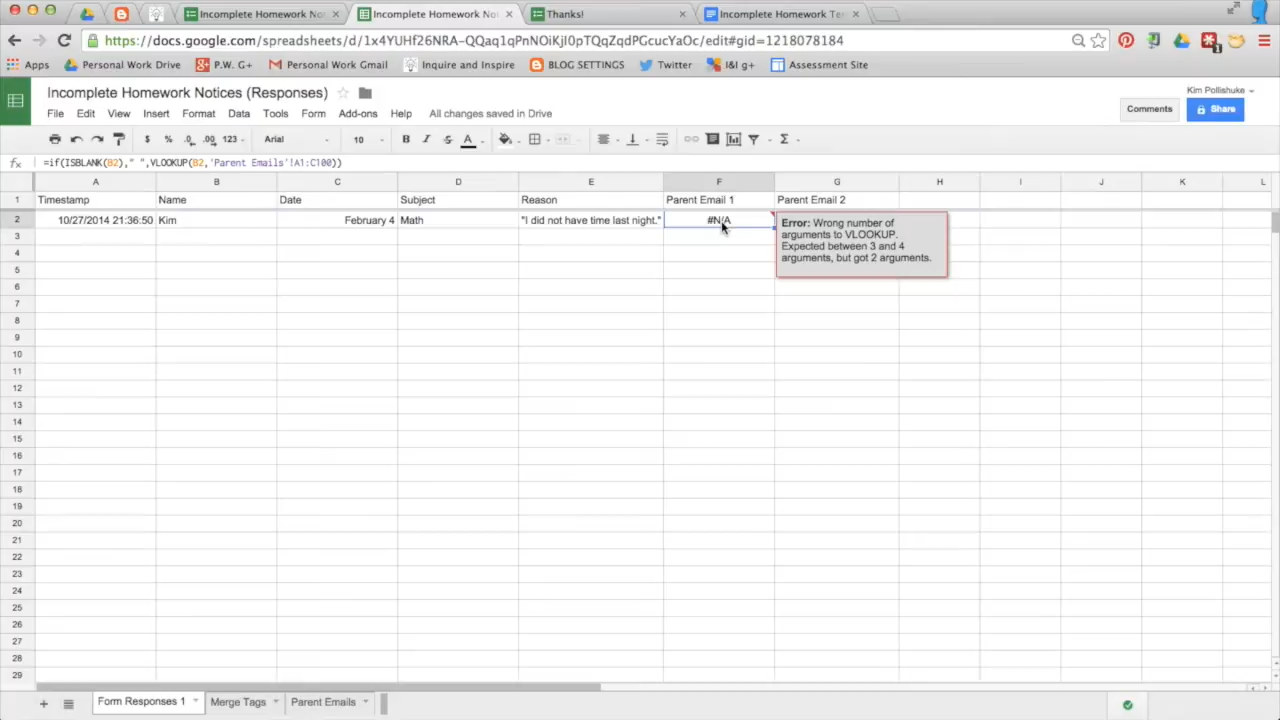 Incomplete Homework No
Incomplete Homework No
Thanks!
Incomplete Homework Te
https://docs.google.com/spreadsheets/d/1x4YUHf26NRA-QQaq1qPnNOiKjI0pTQqZqdPGcucYaOc/edit#gid=1218078184
Apps Personal Work Drive P.W. G+ Personal Work Gmail Inquire and Inspire BLOG SETTINGS Twitter I&I g+ Assessment Site
Incomplete Homework Notices (Responses)
Kim Pollishuke
File Edit View Insert Format Data Tools Form Add-ons Help All changes saved in Drive
Comments Share
$ % .0 .00 123 Arial 10 B I S A Σ
fx =if(ISBLANK(B2)," ",VLOOKUP(B2,'Parent Emails'!A1:C100))
A B C D E F G H I J K L
1 Timestamp Name Date Subject Reason Parent Email 1 Parent Email 2
2 10/27/2014 21:36:50 Kim February 4 Math "I did not have time last night." #N/A
Error: Wrong number of
arguments to VLOOKUP.
Expected between 3 and 4
arguments, but got 2 arguments.
3
4
5
6
7
8
9
10
11
12
13
14
15
16
17
18
19
20
21
22
23
24
25
26
27
28
29
+ Form Responses 1 Merge Tags Parent Emails